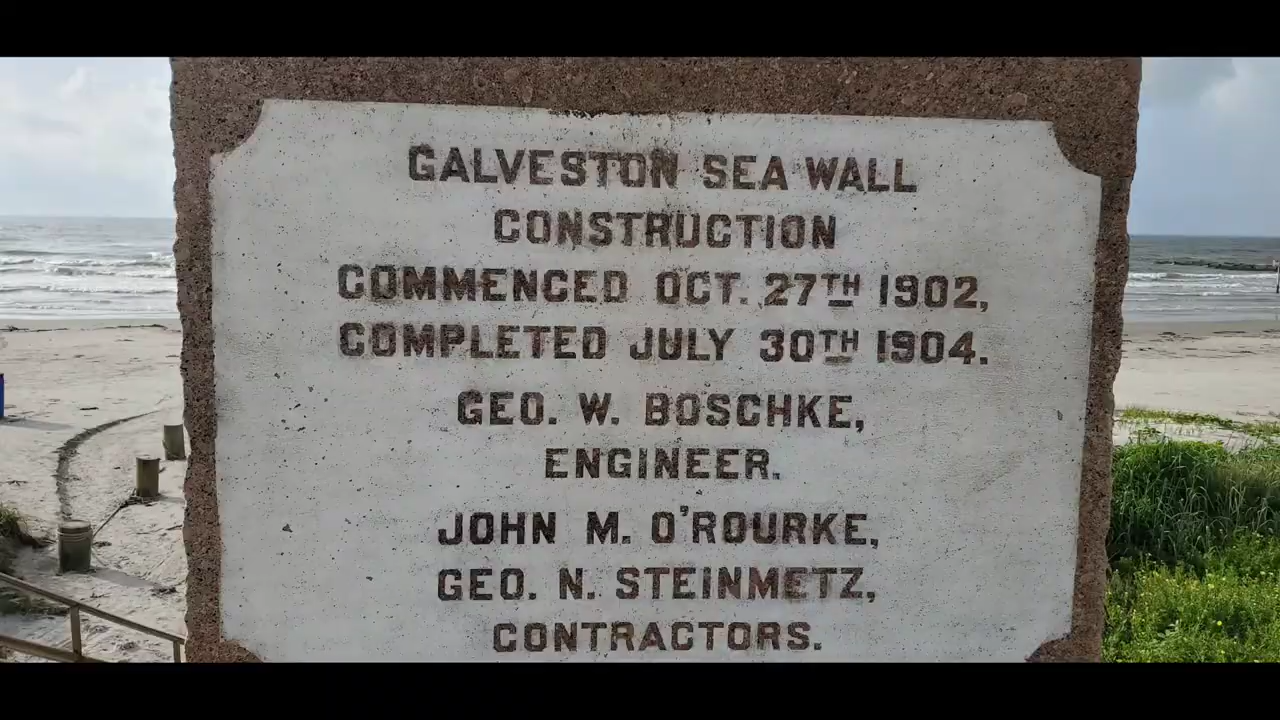 GALVESTON SEA WALL
CONSTRUCTION
COMMENCED OCT. 27TH 1902,
COMPLETED JULY 30TH 1904.
GEO. W. BOSCHKE,
ENGINEER.
JOHN M. O'ROURKE,
GEO. N. STEINMETZ,
CONTRACTORS.